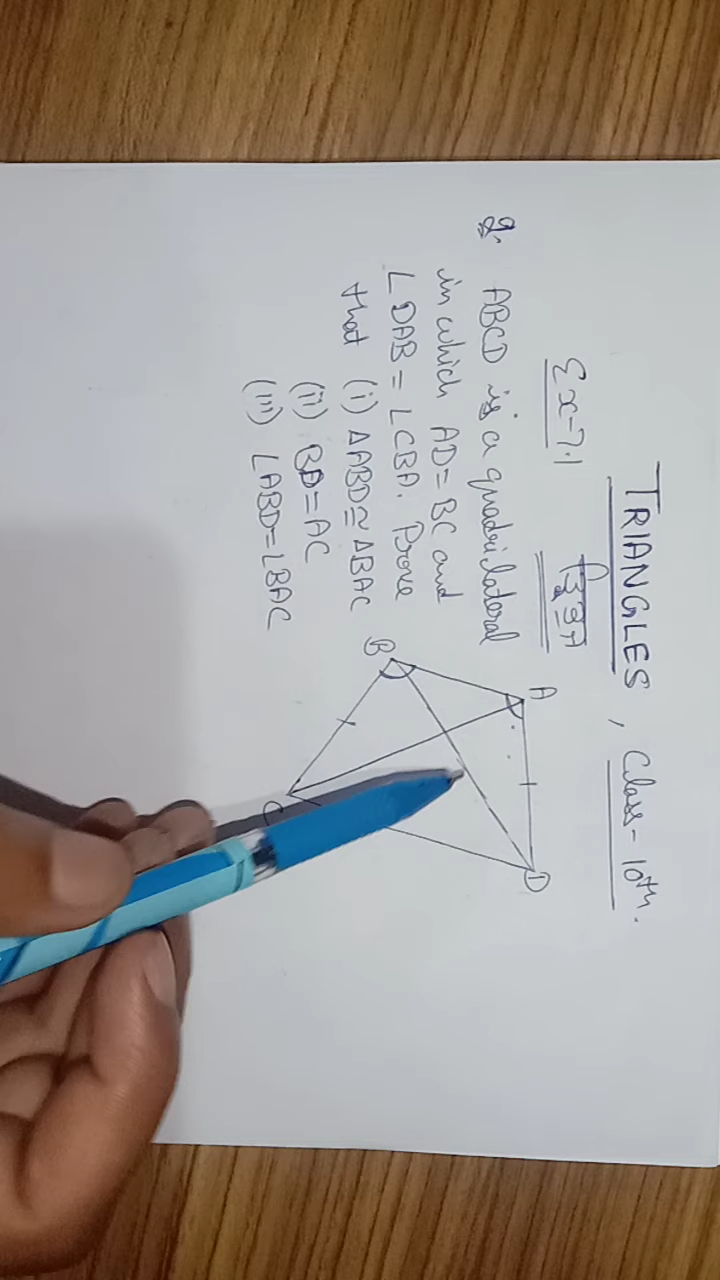 TRIANGLES, Class-10th.
Ex-7.1
Q. ABCD is a quadrilateral
in which AD=BC and
∠DAB=∠CBA. Prove
that (i) ΔABD≅ΔBAC
(ii) BD=AC
(iii) ∠ABD=∠BAC
A
B
C
D